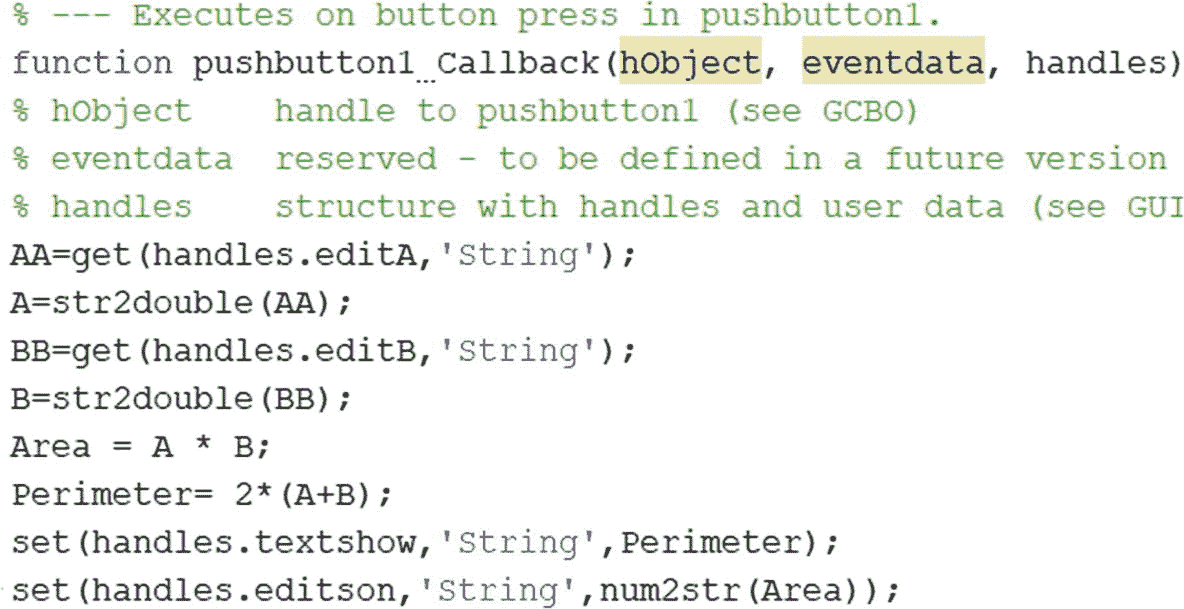 % --- Executes on button press in pushbutton1.
function pushbutton1_Callback(hObject, eventdata, handles)
% hObject    handle to pushbutton1 (see GCBO)
% eventdata  reserved - to be defined in a future version
% handles    structure with handles and user data (see GUI
AA=get(handles.editA,'String');
A=str2double(AA);
BB=get(handles.editB,'String');
B=str2double(BB);
Area = A * B;
Perimeter= 2*(A+B);
set(handles.textshow,'String',Perimeter);
set(handles.editson,'String',num2str(Area));